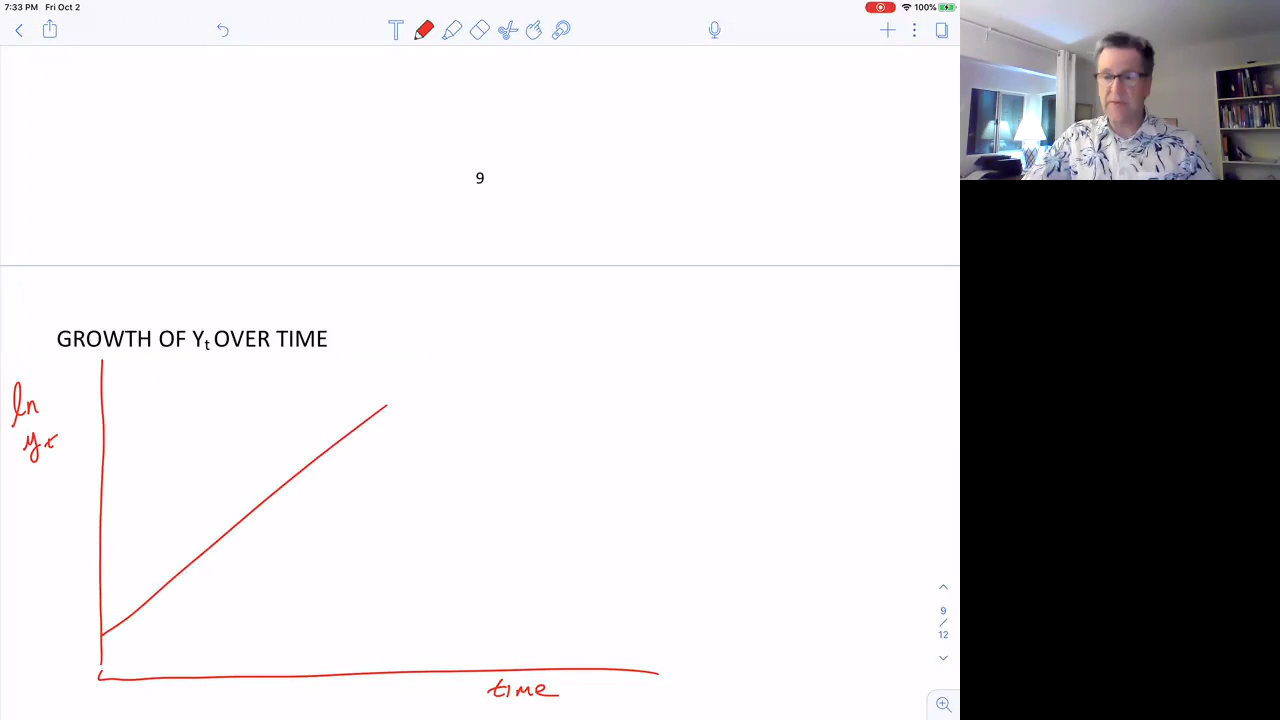 7:33 PM Fri Oct 2
100%
T
9
GROWTH OF Yt OVER TIME
ln
yt
time
9
/
12